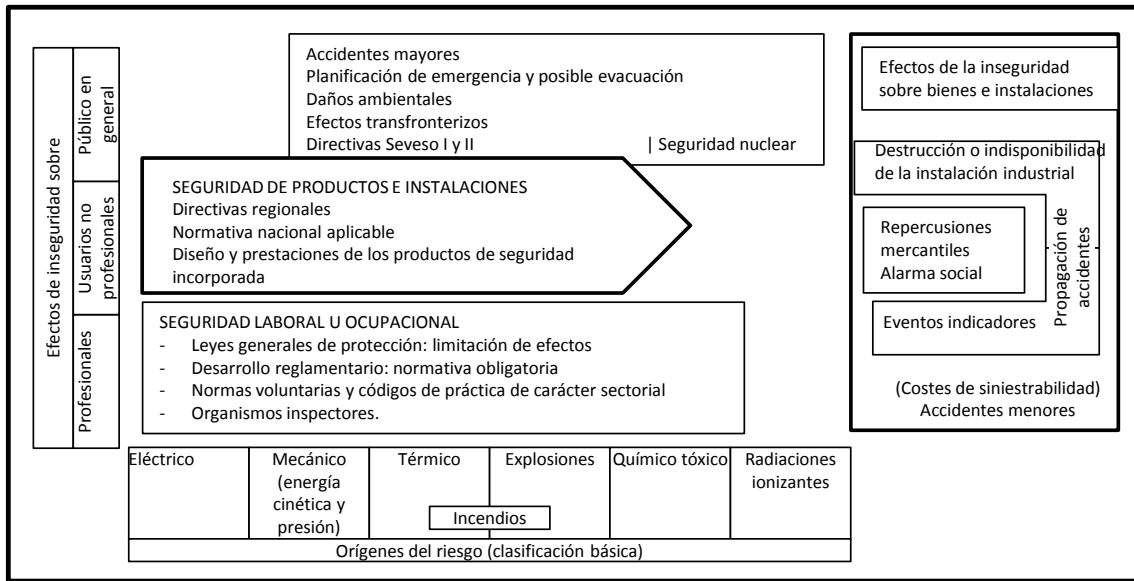 Efectos de inseguridad sobre
Público en
general
Usuarios no
profesionales
Profesionales
Accidentes mayores
Planificación de emergencia y posible evacuación
Daños ambientales
Efectos transfronterizos
Directivas Seveso I y II | Seguridad nuclear
SEGURIDAD DE PRODUCTOS E INSTALACIONES
Directivas regionales
Normativa nacional aplicable
Diseño y prestaciones de los productos de seguridad
incorporada
SEGURIDAD LABORAL U OCUPACIONAL
- Leyes generales de protección: limitación de efectos
- Desarrollo reglamentario: normativa obligatoria
- Normas voluntarias y códigos de práctica de carácter sectorial
- Organismos inspectores.
Efectos de la inseguridad
sobre bienes e instalaciones
Destrucción o indisponibilidad
de la instalación industrial
Repercusiones
mercantiles
Alarma social
Propagación de
accidentes
Eventos indicadores
(Costes de siniestrabilidad)
Accidentes menores
Eléctrico
Mecánico
(energía
cinética y
presión)
Térmico
Explosiones
Incendios
Químico tóxico
Radiaciones
ionizantes
Orígenes del riesgo (clasificación básica)